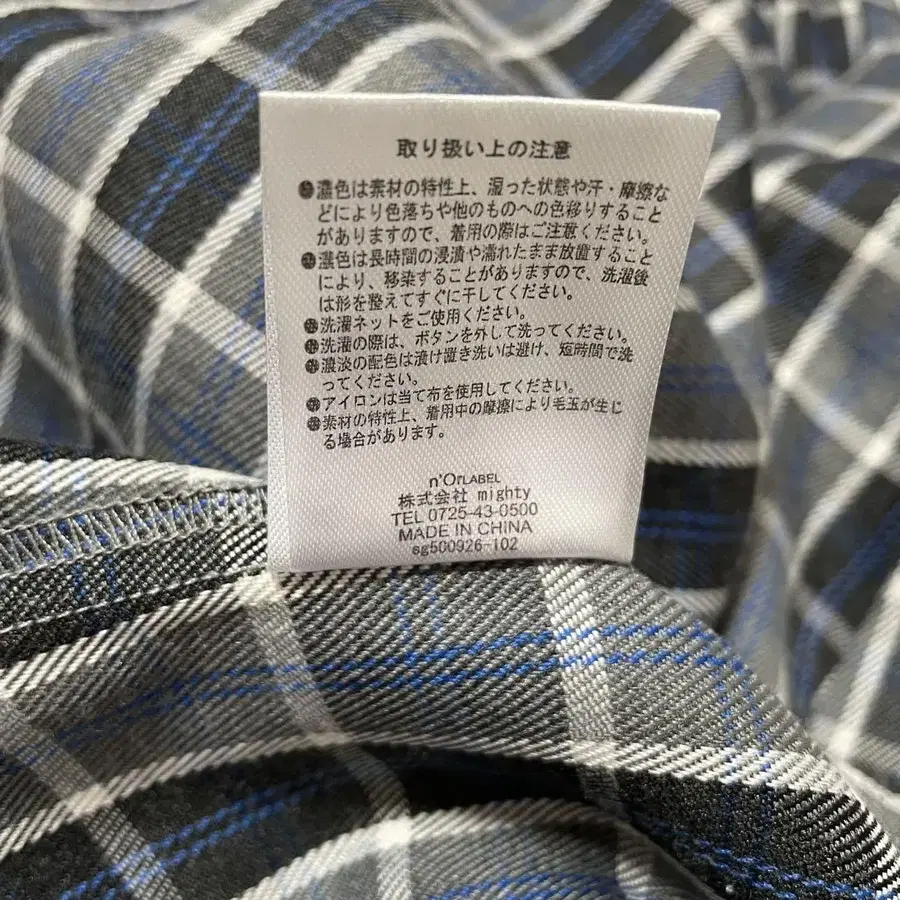 取り扱い上の注意
●濃色は素材の特性上、湿った状態や汗・摩擦な
どにより色落ちや他のものへの色移りすること
がありますので、着用の際はご注意ください。
●濃色は長時間の浸漬や濡れたまま放置すること
により、移染することがありますので、洗濯後
は形を整えてすぐに干してください。
●洗濯ネットをご使用ください。
●洗濯の際は、ボタンを外して洗ってください。
●濃淡の配色は漬け置き洗いは避け、短時間で洗
ってください。
●アイロンは当て布を使用してください。
●素材の特性上、着用中の摩擦により毛玉が生じ
る場合があります。
n'OrLABEL
株式会社 mighty
TEL 0725-43-0500
MADE IN CHINA
sg500926-102